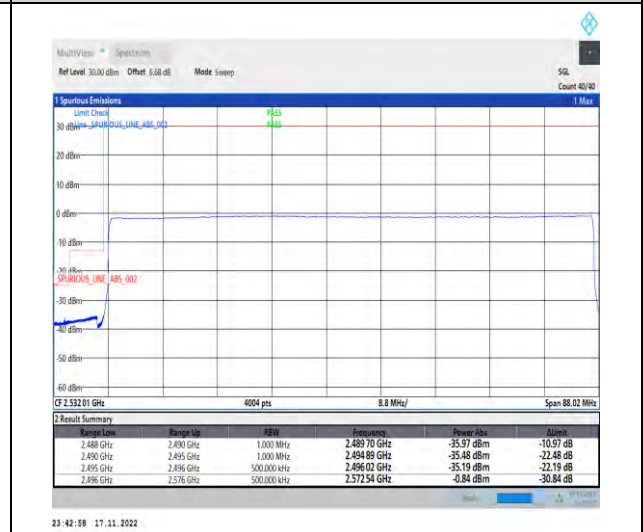 MultiView Spectrum
Ref Level 30.00 dBm Offset 6.68 dB Mode Sweep SGL
Count 40/40
1 Spurious Emissions 1 Max
Limit Check PASS
30 dBm Line _SPURIOUS_LINE_ABS_002 PASS
20 dBm
10 dBm
0 dBm
-10 dBm
-20 dBm
_SPURIOUS_LINE_ABS_002
-30 dBm
-40 dBm
-50 dBm
-60 dBm
CF 2.532 01 GHz 4004 pts 8.8 MHz/ Span 88.02 MHz
2 Result Summary
Range Low Range Up RBW Frequency Power Abs ΔLimit
2.488 GHz 2.490 GHz 1.000 MHz 2.489 70 GHz -35.97 dBm -10.97 dB
2.490 GHz 2.495 GHz 1.000 MHz 2.494 89 GHz -35.48 dBm -22.48 dB
2.495 GHz 2.496 GHz 500.000 kHz 2.496 02 GHz -35.19 dBm -22.19 dB
2.496 GHz 2.576 GHz 500.000 kHz 2.572 54 GHz -0.84 dBm -30.84 dB
23:42:58 17.11.2022